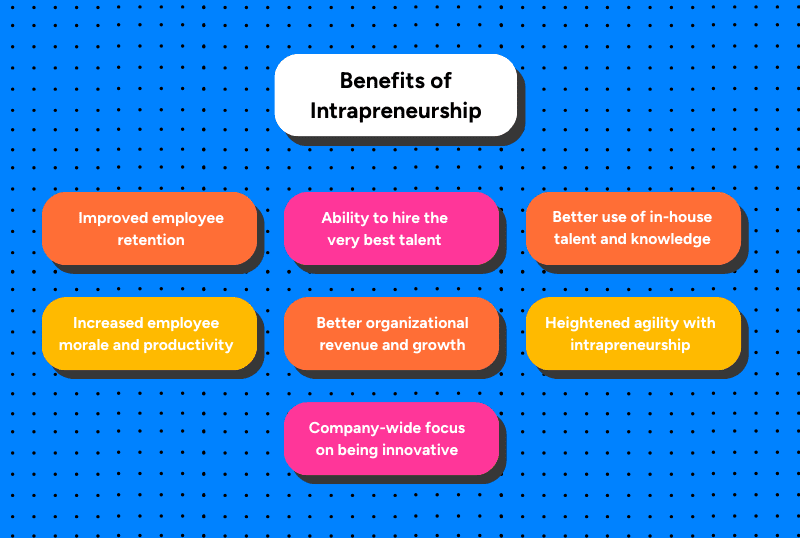 Benefits of
Intrapreneurship
Improved employee
retention
Ability to hire the
very best talent
Better use of in-house
talent and knowledge
Increased employee
morale and productivity
Better organizational
revenue and growth
Heightened agility with
intrapreneurship
Company-wide focus
on being innovative